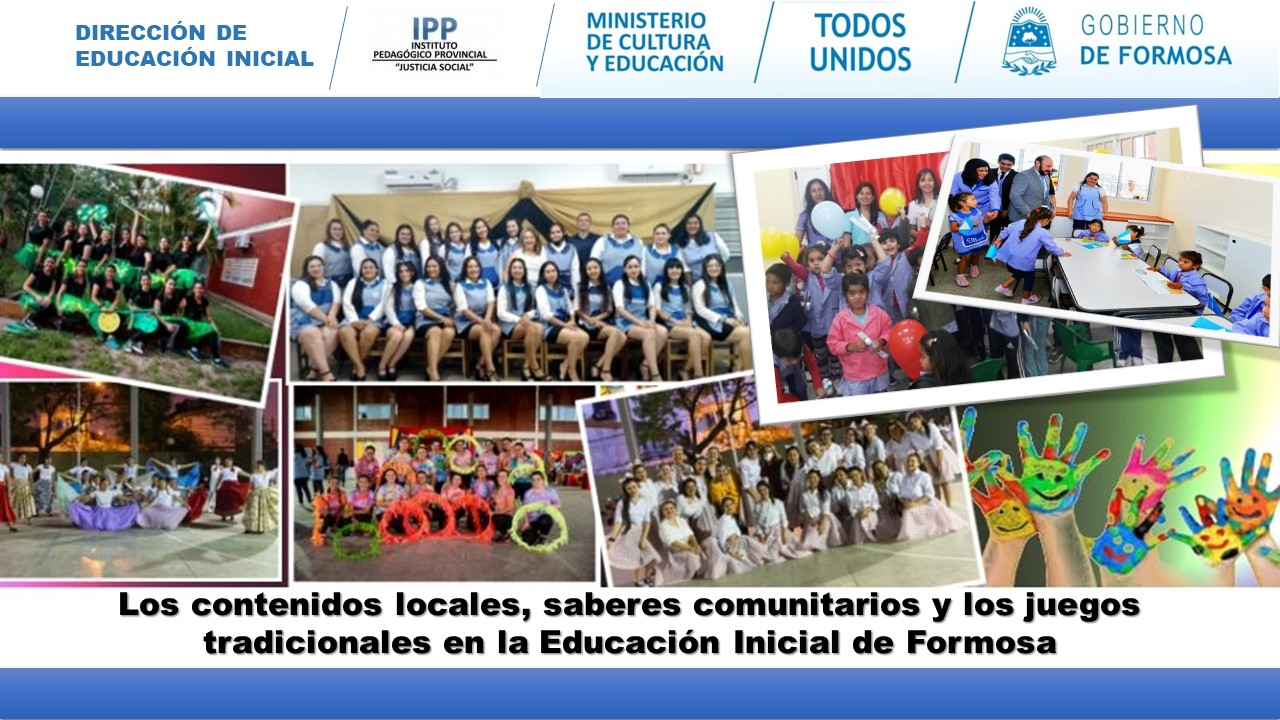 DIRECCIÓN DE
EDUCACIÓN INICIAL
IPP
INSTITUTO
PEDAGÓGICO PROVINCIAL
"JUSTICIA SOCIAL"
MINISTERIO
DE CULTURA
Y EDUCACIÓN
TODOS
UNIDOS
GOBIERNO
DE FORMOSA
Los contenidos locales, saberes comunitarios y los juegos
tradicionales en la Educación Inicial de Formosa